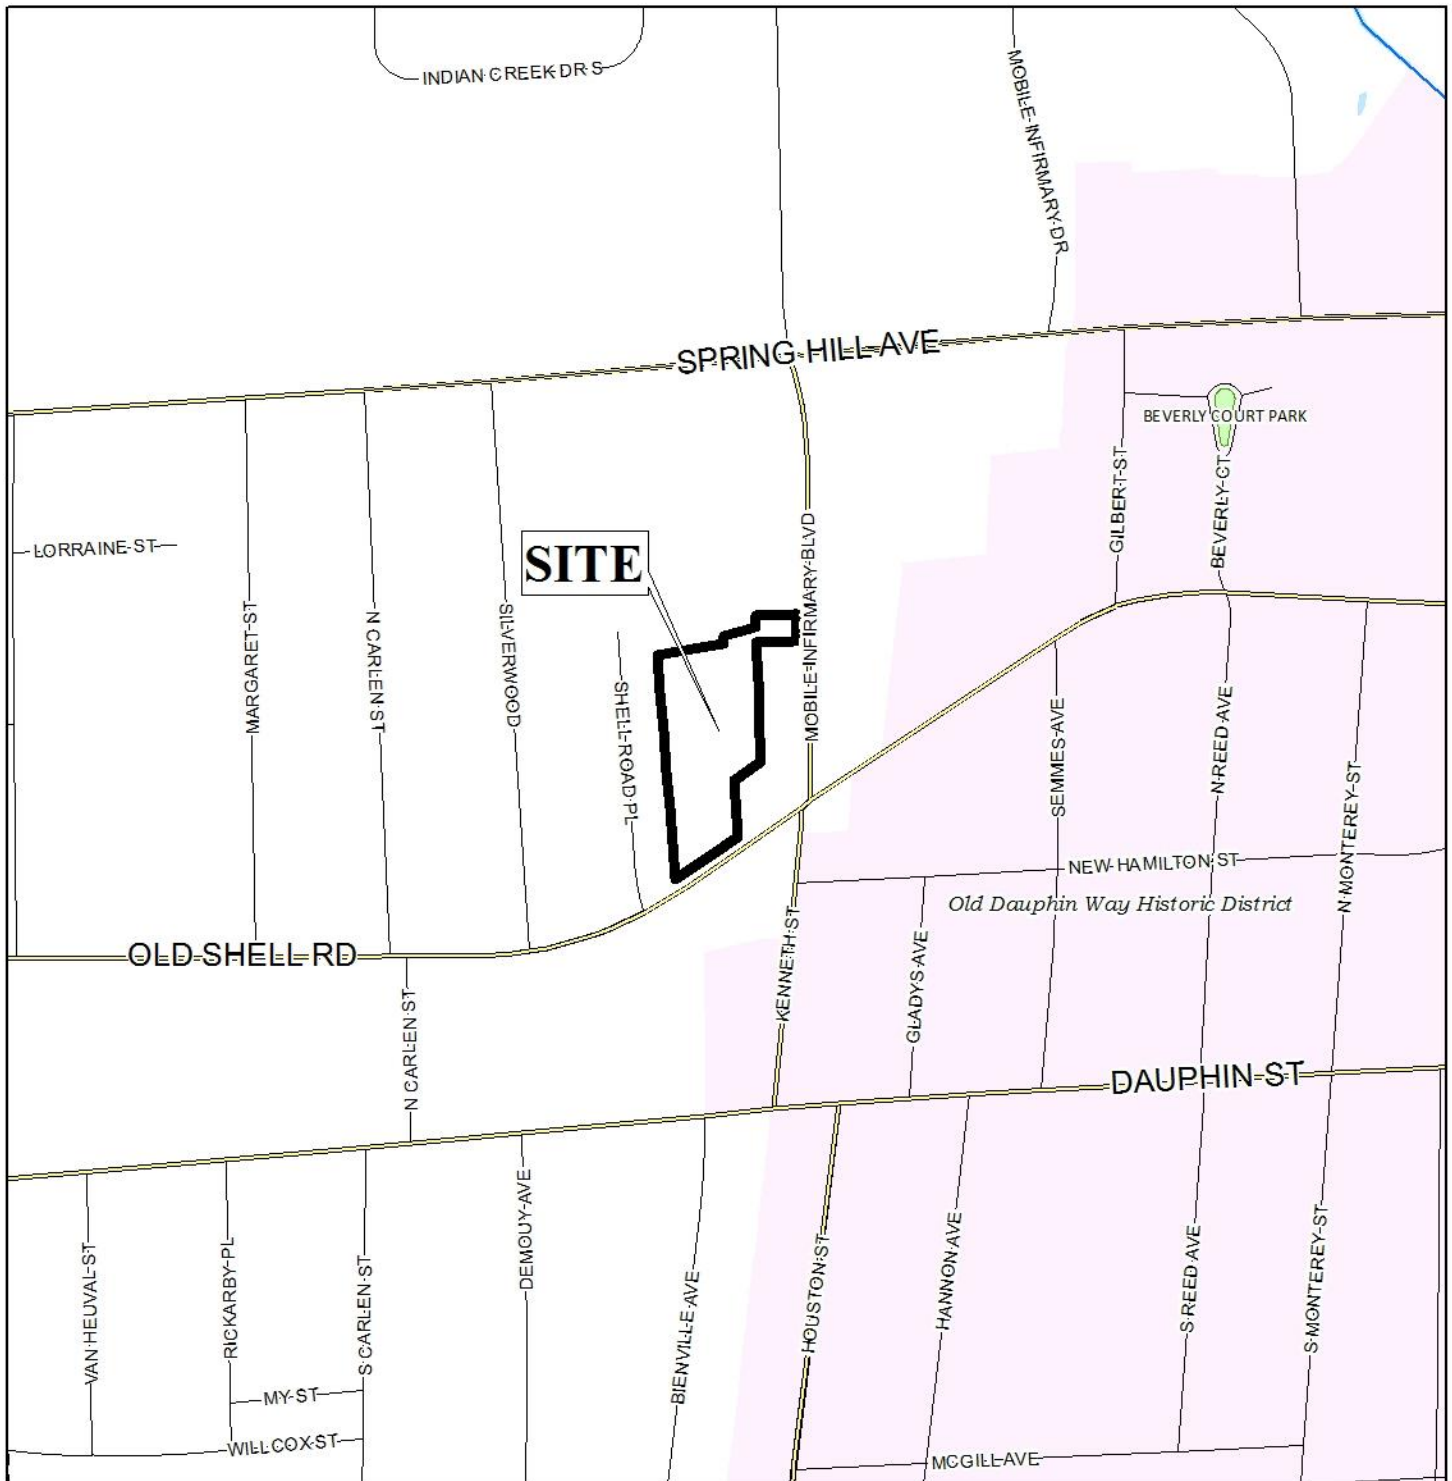 INDIAN CREEK DR S
MOBILE INFIRMARY DR
SPRING HILL AVE
BEVERLY COURT PARK
GILBERT ST
BEVERLY CT
LORRAINE ST
SITE
MOBILE INFIRMARY BLVD
MARGARET ST
N CARLEN ST
SILVERWOOD
SHELL ROAD PL
SEMMES AVE
N REED AVE
N MONTEREY ST
NEW HAMILTON ST
Old Dauphin Way Historic District
OLD SHELL RD
KENNETH ST
GLADYS AVE
N CARLEN ST
DAUPHIN ST
VAN HEUVAL ST
RICKARBY PL
S CARLEN ST
DEMOUY AVE
BIENVILLE AVE
HOUSTON ST
HANNON AVE
S REED AVE
S MONTEREY ST
MY ST
WILLCOX ST
MCGILL AVE